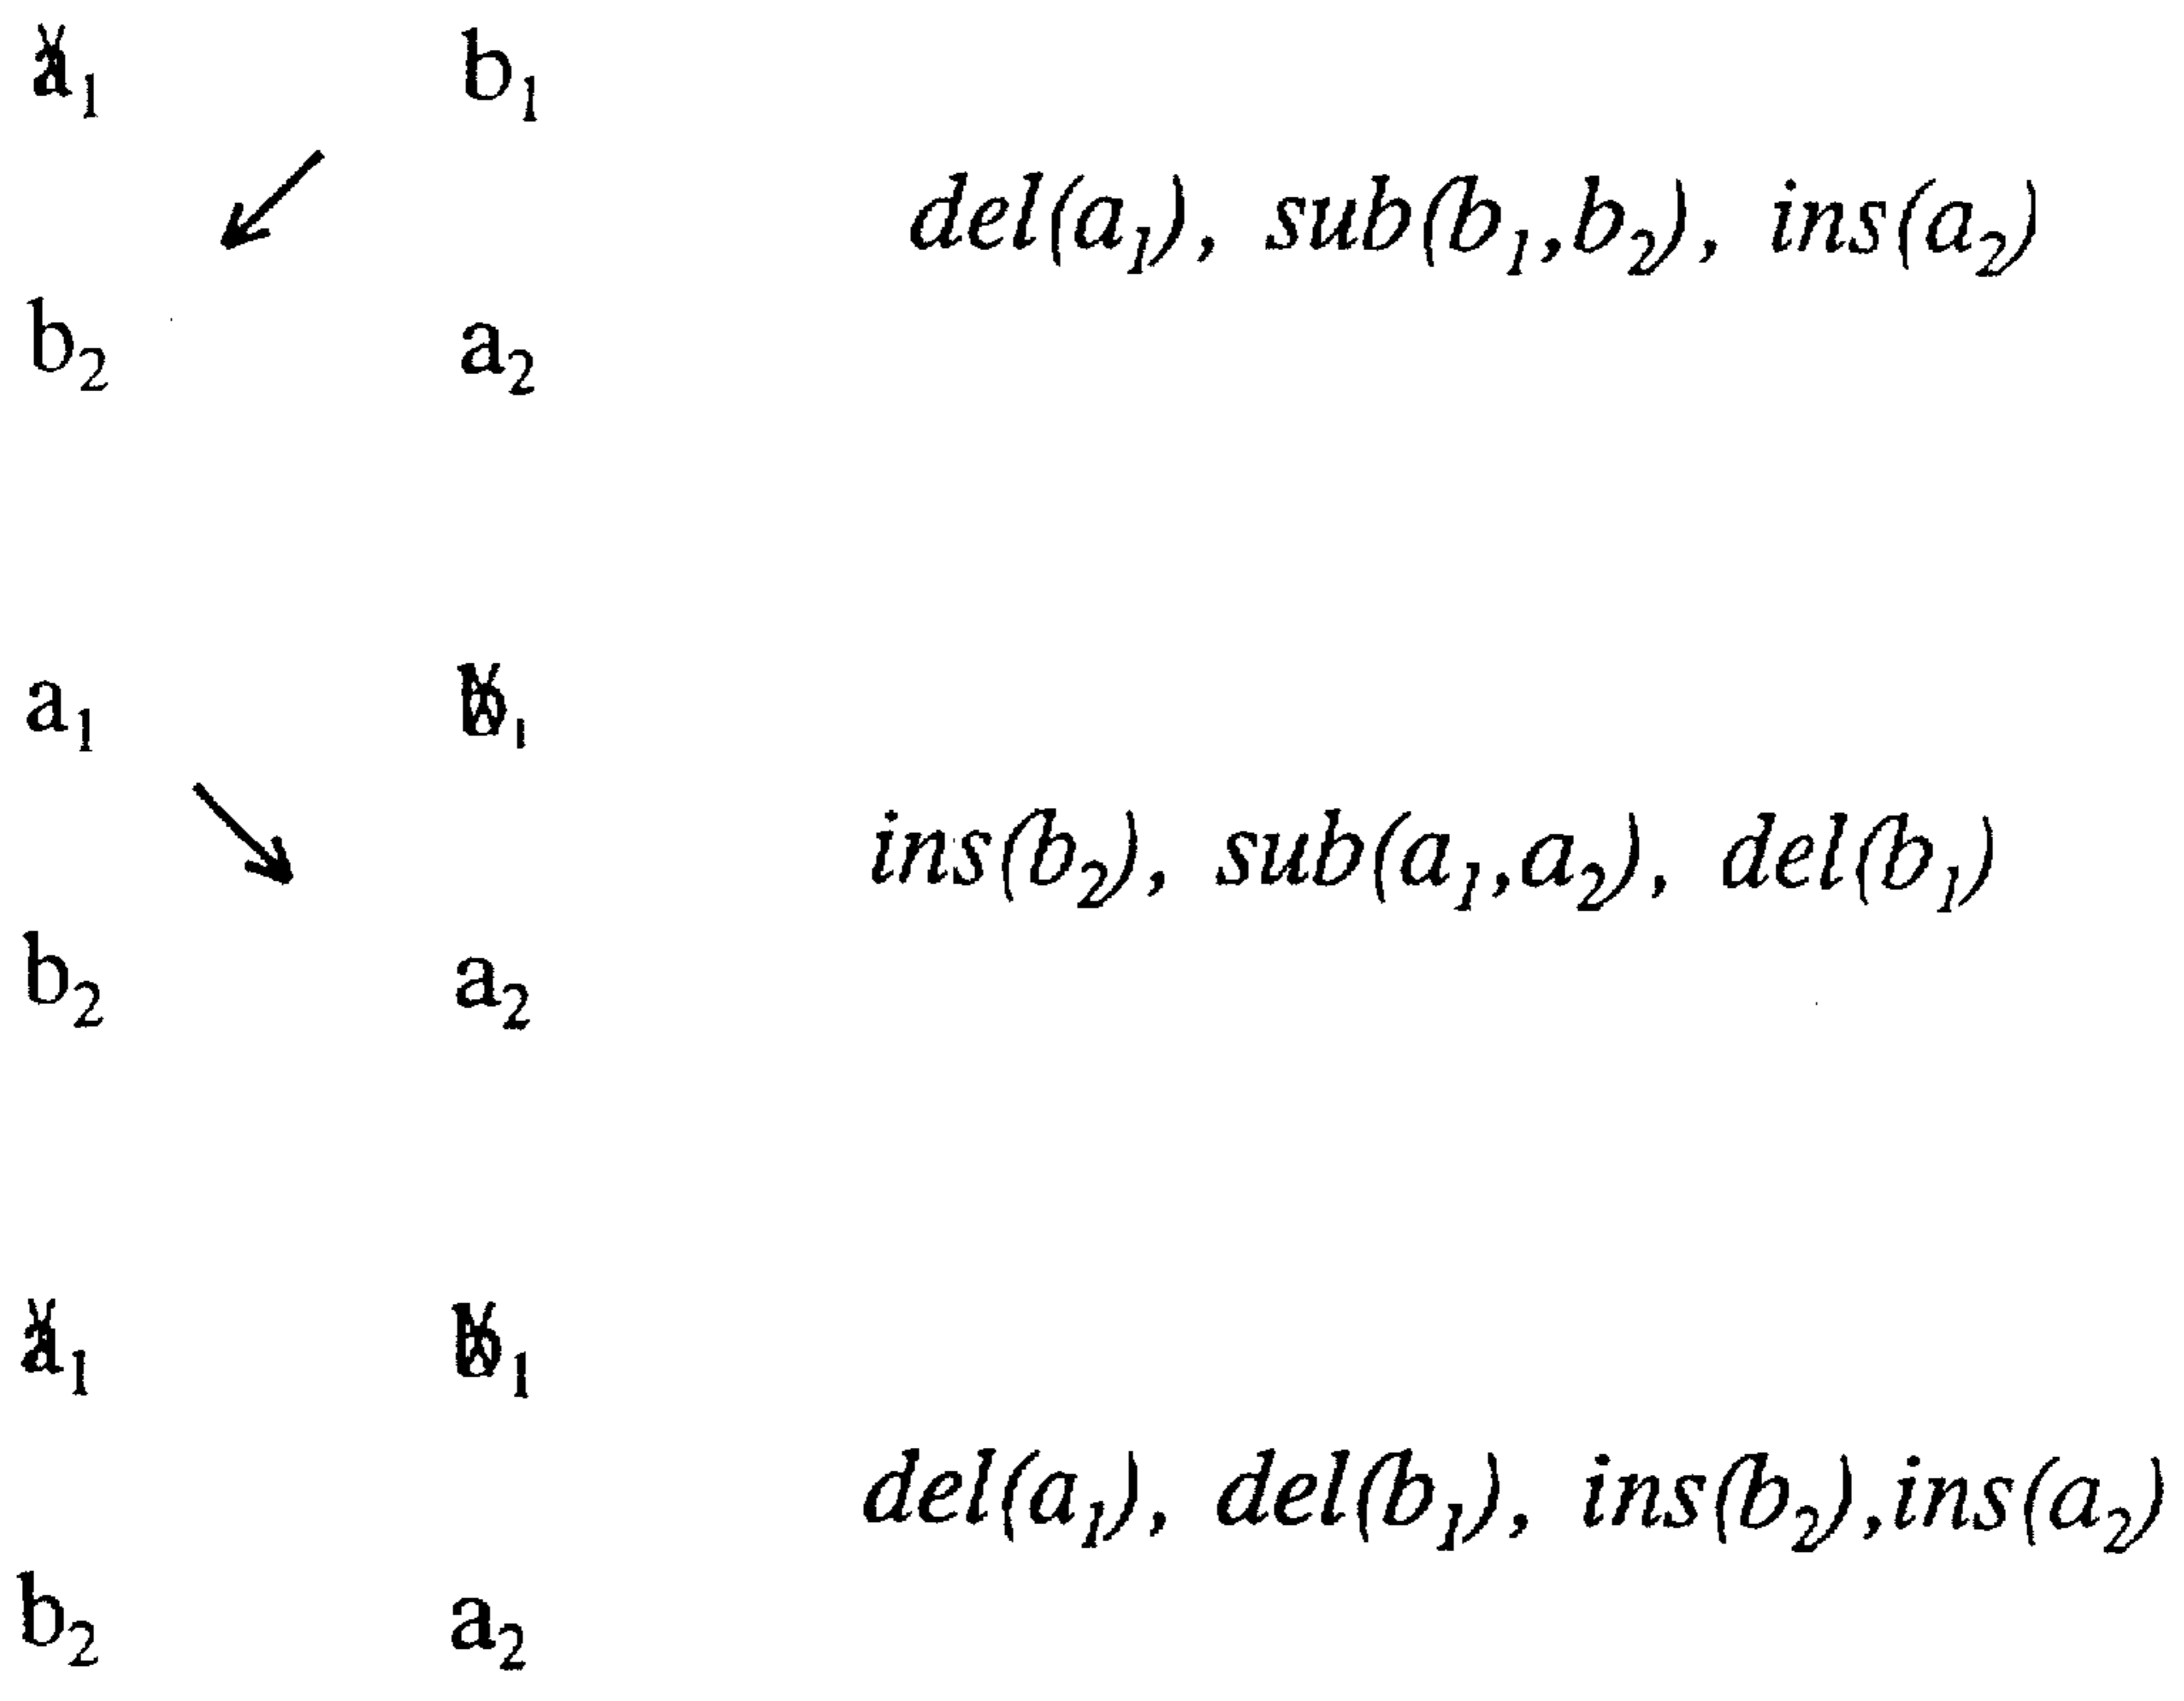 a₁ b₁
del(a₁), sub(b₁,b₂), ins(a₂)
b₂ a₂
a₁ b₁
ins(b₂), sub(a₁,a₂), del(b₁)
b₂ a₂
a₁ b₁
del(a₁), del(b₁), ins(b₂),ins(a₂)
b₂ a₂